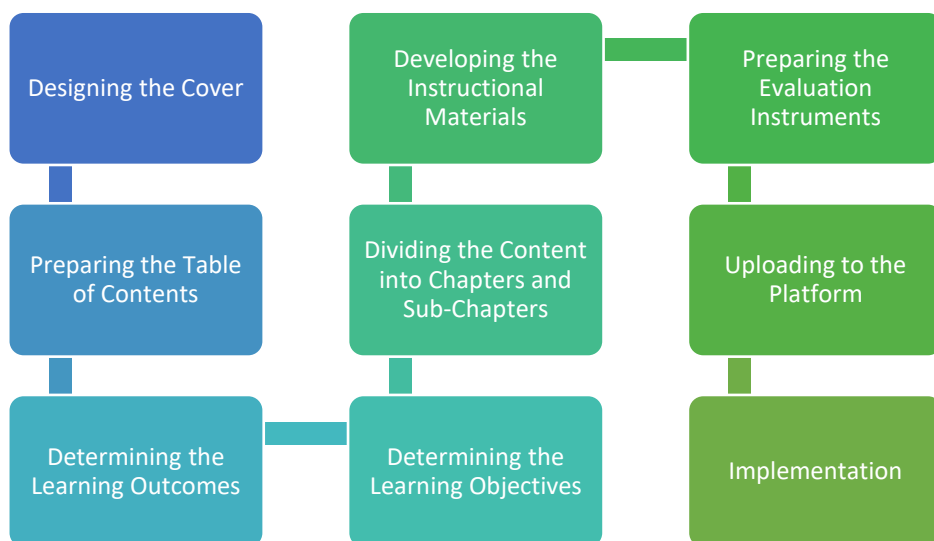 Designing the Cover
Preparing the Table
of Contents
Determining the
Learning Outcomes
Determining the
Learning Objectives
Dividing the Content
into Chapters and
Sub-Chapters
Developing the
Instructional
Materials
Preparing the
Evaluation
Instruments
Uploading to the
Platform
Implementation